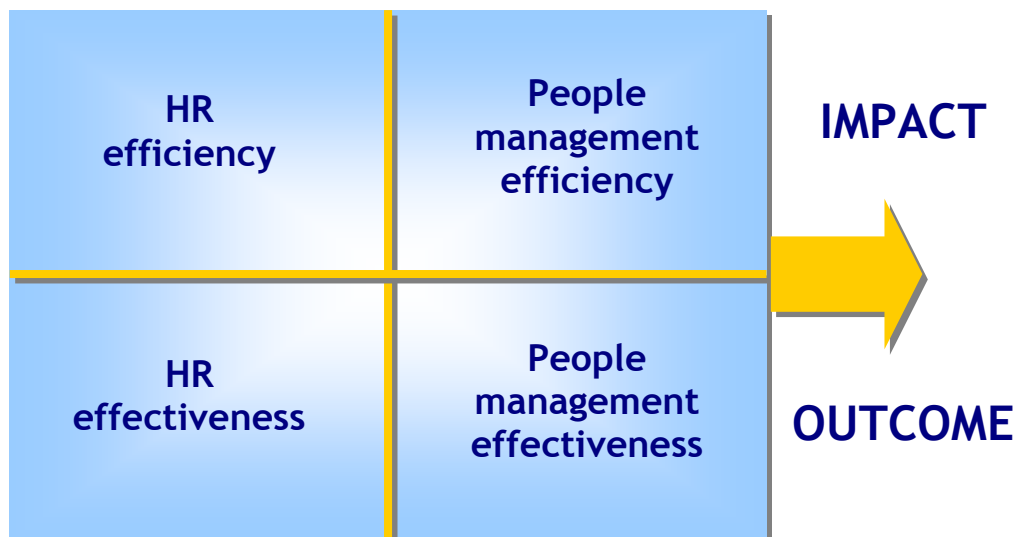 HR
efficiency
People
management
efficiency
IMPACT
HR
effectiveness
People
management
effectiveness
OUTCOME